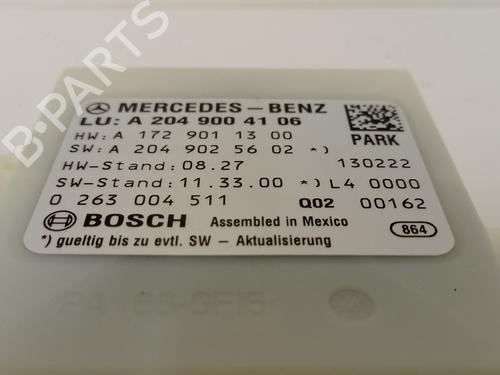 MERCEDES-BENZ
LU: A 204 900 41 06
HW: A 172 901 13 00
SW: A 204 902 56 02 *)
PARK
HW-Stand: 08.27 130222
SW-Stand: 11.33.00 *) L4 0000
0 263 004 511 Q02 00162
BOSCH Assembled in Mexico
*) gueltig bis zu evtl. SW - Aktualisierung
864
B-PARTS